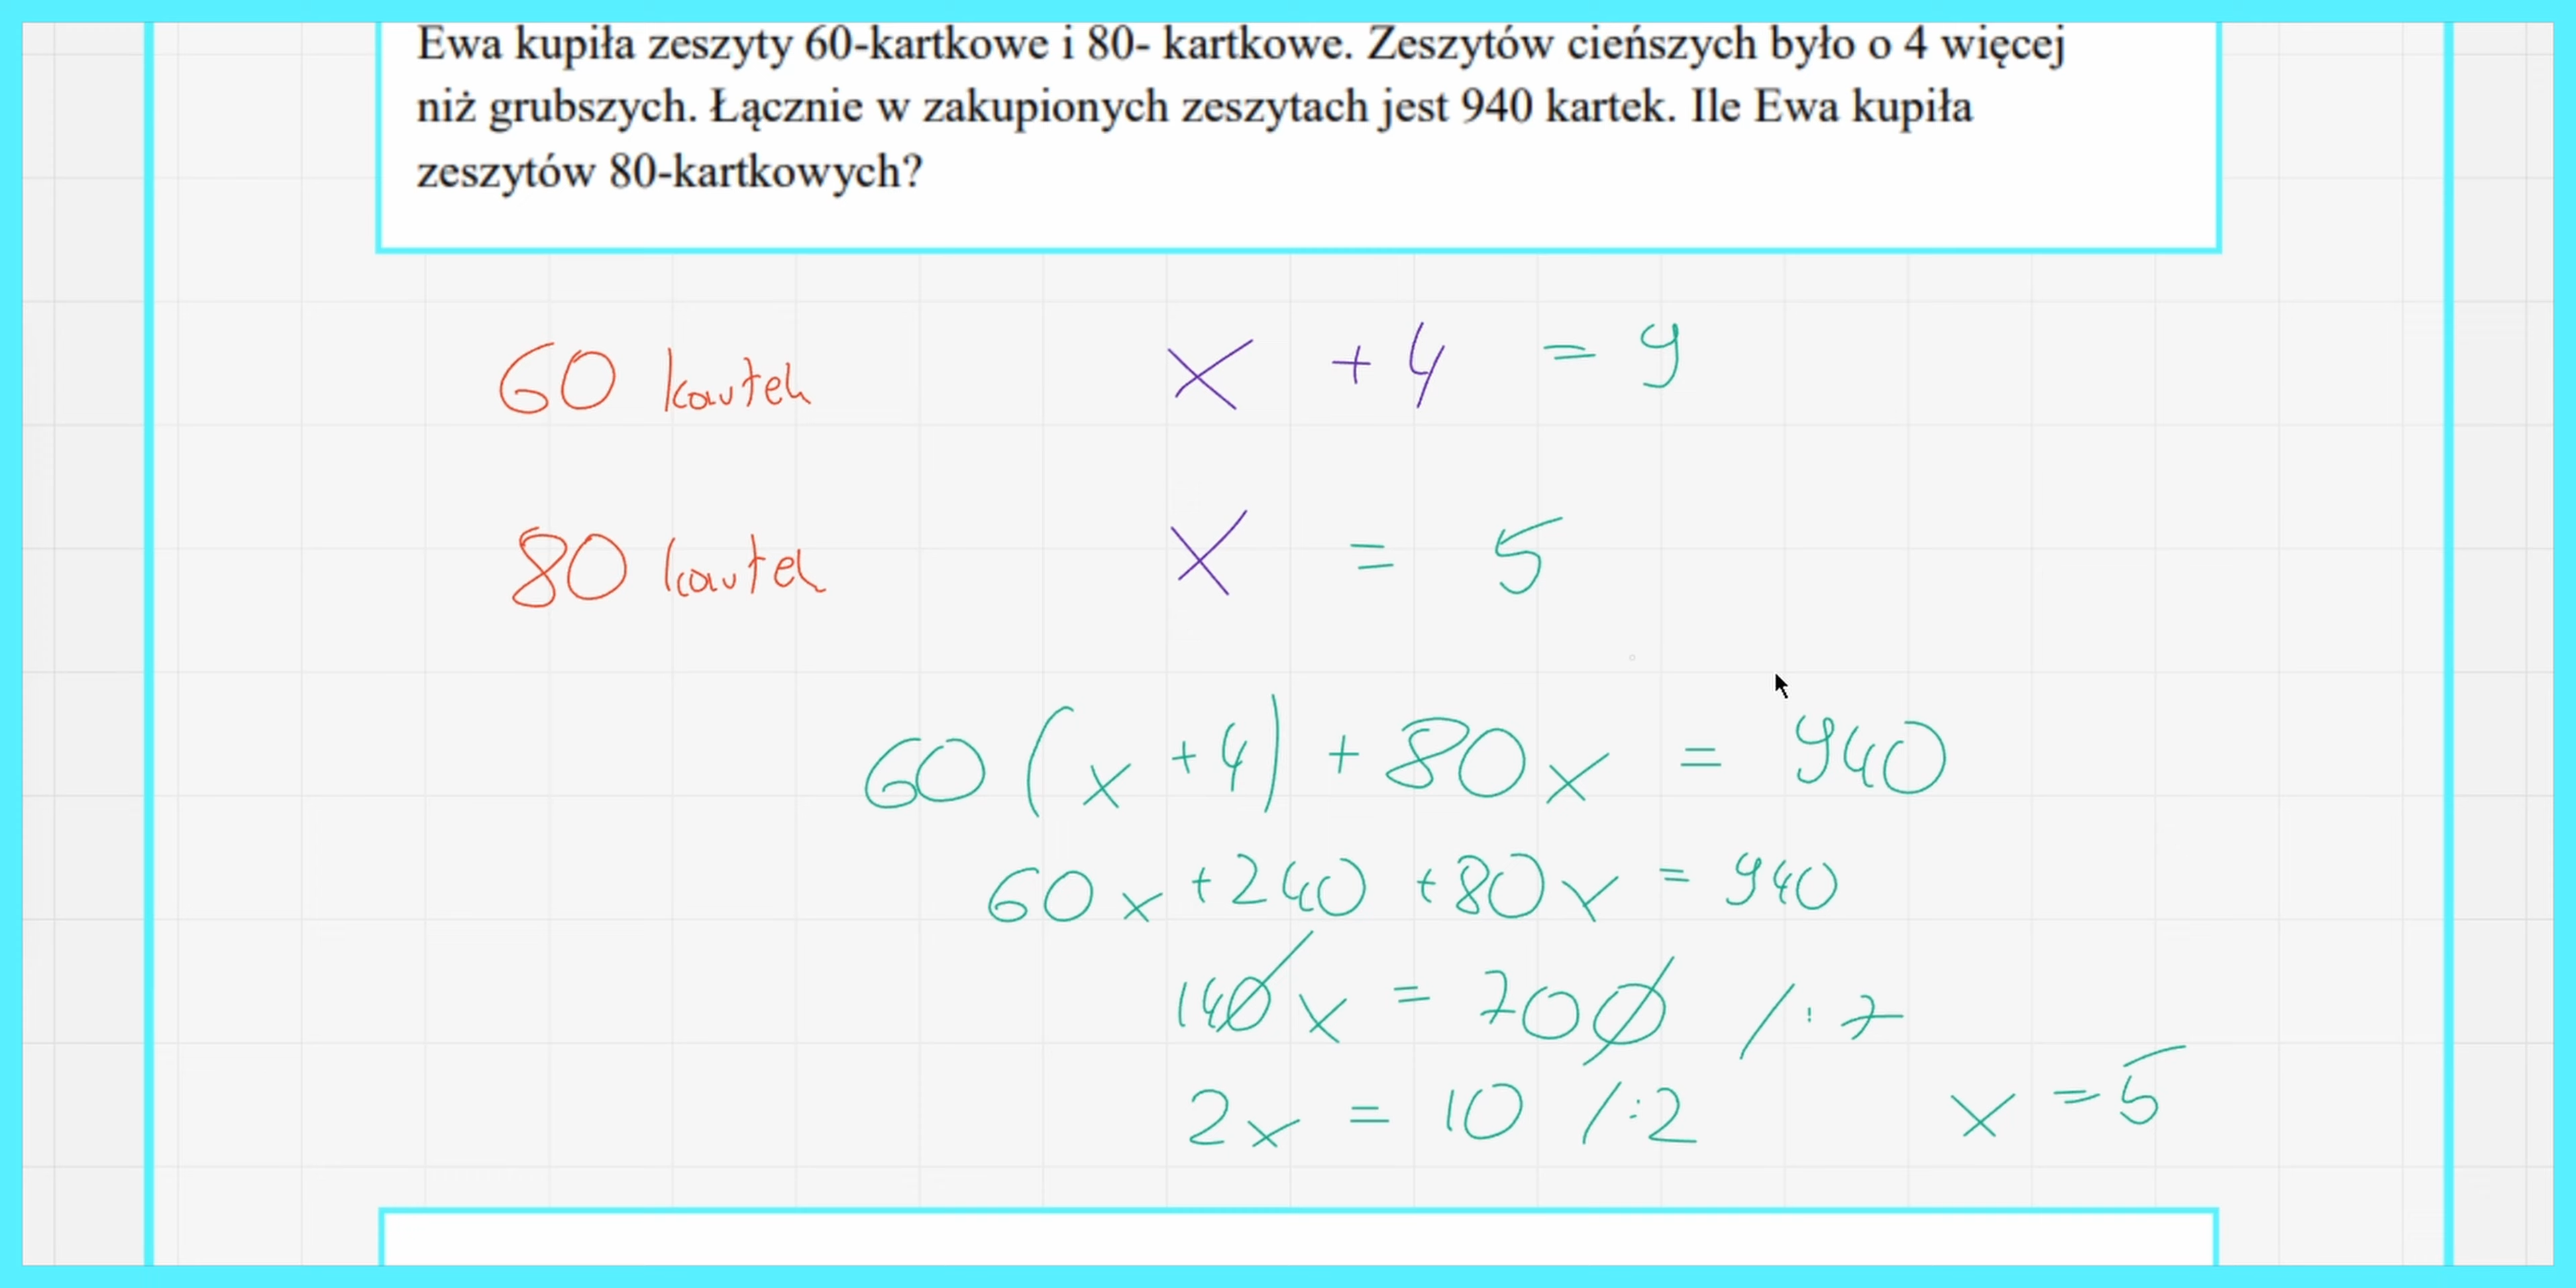 Ewa kupiła zeszyty 60-kartkowe i 80- kartkowe. Zeszytów cieńszych było o 4 więcej
niż grubszych. Łącznie w zakupionych zeszytach jest 940 kartek. Ile Ewa kupiła
zeszytów 80-kartkowych?
60 kartek x + 4 = 9
80 kartek x = 5
60 (x + 4) + 80x = 940
60x + 240 + 80x = 940
140x = 700 /:7
2x = 10 /:2 x = 5